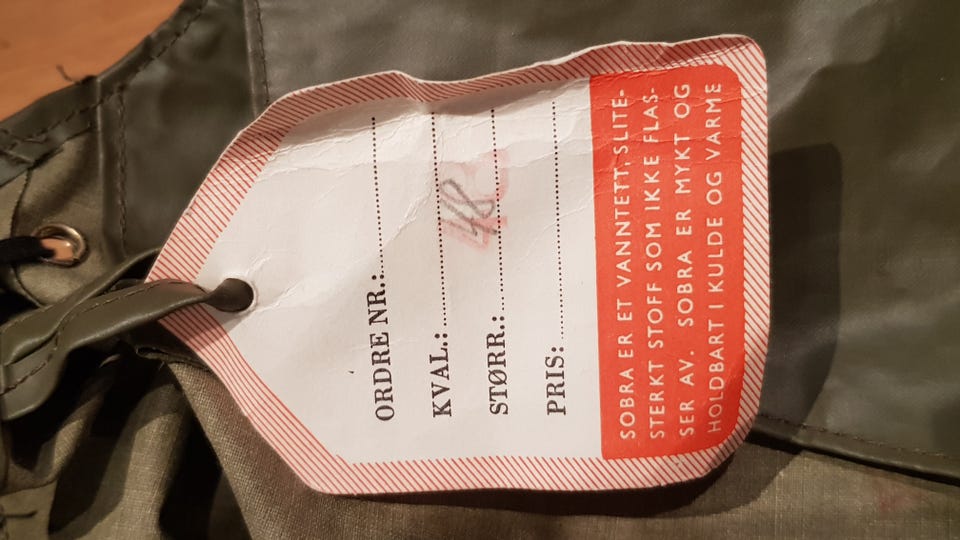 ORDRE NR.:
KVAL.:
STØRR.: 48
PRIS:
SOBRA ER ET VANNTETT, SLITE-
STERKT STOFF SOM IKKE FLAS-
SER AV. SOBRA ER MYKT OG
HOLDBART I KULDE OG VARME